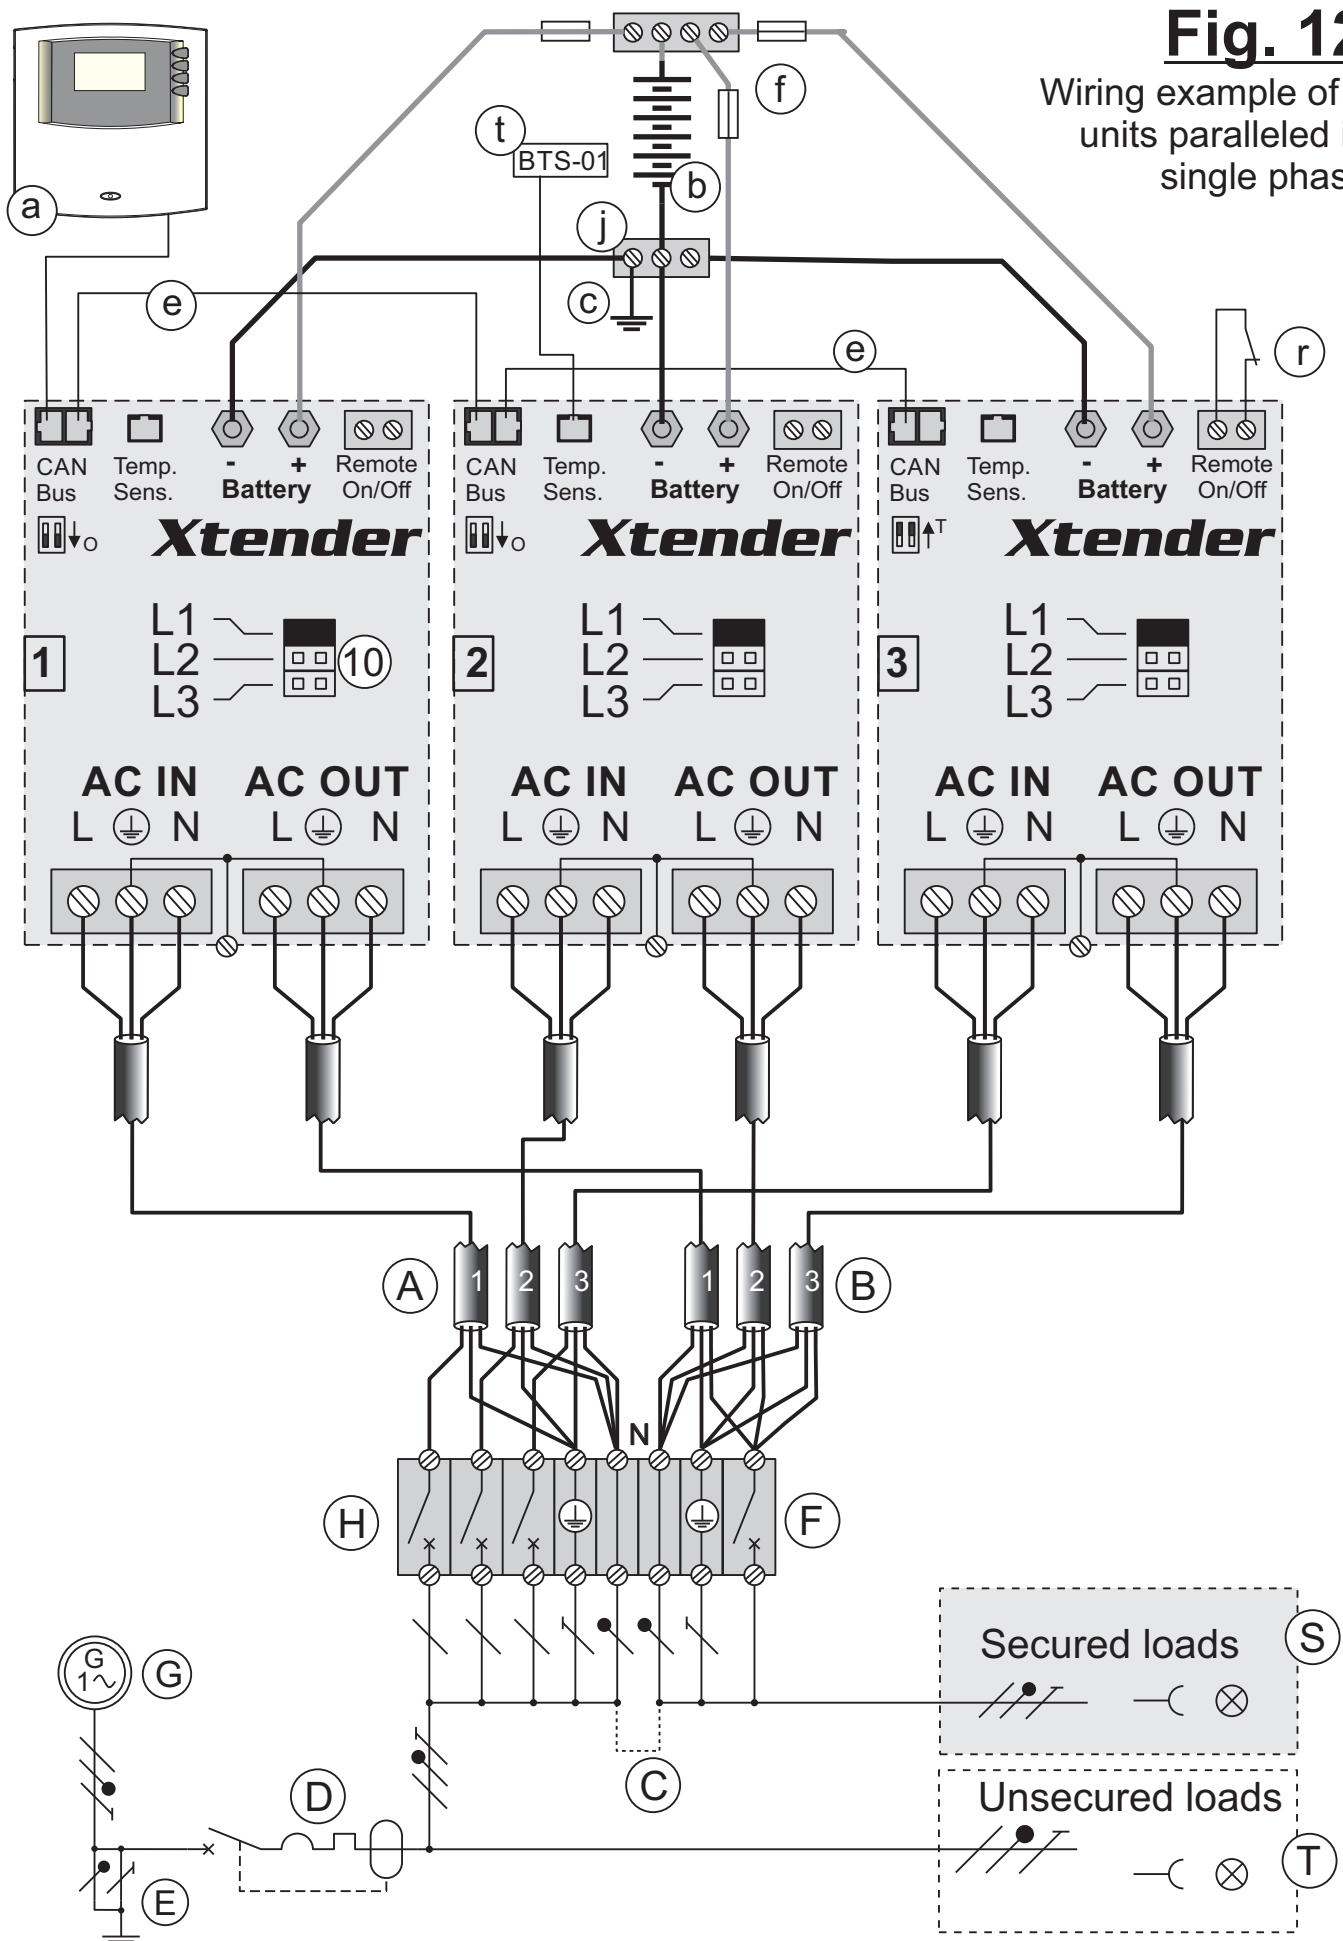 Fig. 12
Wiring example of
units paralleled
single phas
a
t
BTS-01
f
b
j
c
e
e
r
CAN Bus
Temp. Sens.
- + Battery
Remote On/Off
O
Xtender
L1
L2
L3
10
1
AC IN
AC OUT
L N
L N
CAN Bus
Temp. Sens.
- + Battery
Remote On/Off
O
Xtender
L1
L2
L3
2
AC IN
AC OUT
L N
L N
CAN Bus
Temp. Sens.
- + Battery
Remote On/Off
T
Xtender
L1
L2
L3
3
AC IN
AC OUT
L N
L N
A
1
2
3
1
2
3
B
N
H
F
G
1
G
Secured loads
S
D
C
Unsecured loads
T
E